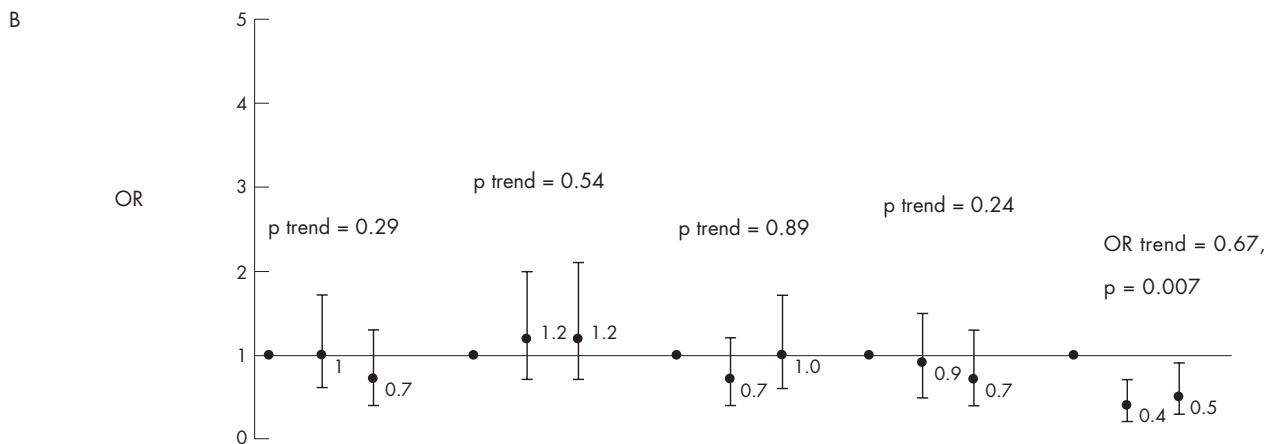 B
5
4
3
2
1
0
OR
p trend = 0.29
p trend = 0.54
p trend = 0.89
p trend = 0.24
OR trend = 0.67,
p = 0.007
1
0.7
1.2
1.2
0.7
1.0
0.9
0.7
0.4
0.5